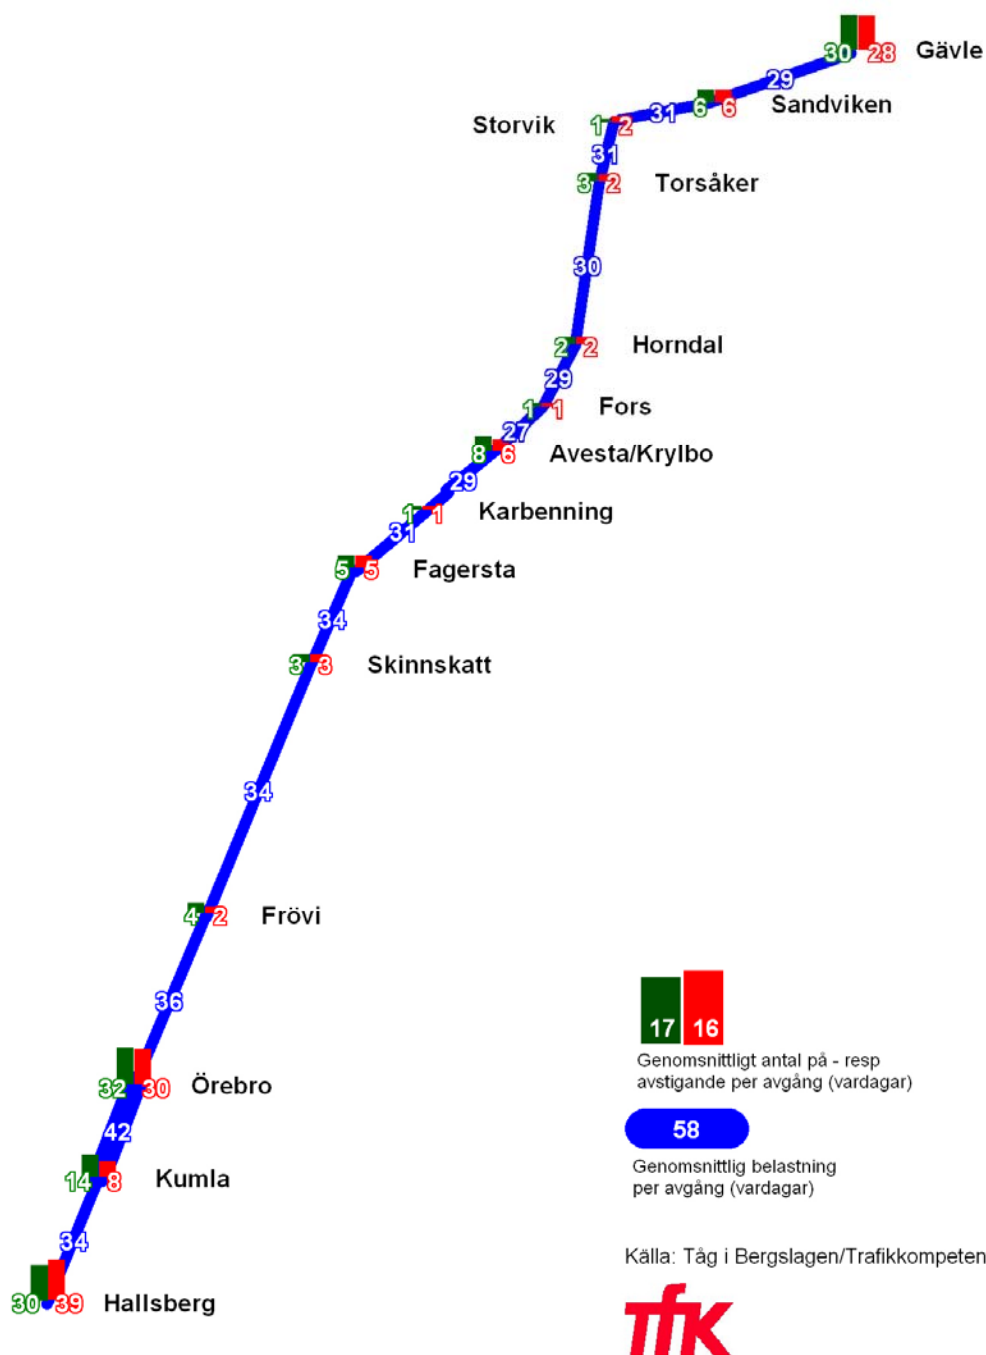 30 28 Gävle
29
6 6 Sandviken
31
Storvik 1 2
31
3 2 Torsåker
30
2 2 Horndal
29
1 1 Fors
27
8 6 Avesta/Krylbo
29
1 1 Karbenning
31
5 5 Fagersta
34
3 3 Skinnskatt
34
4 2 Frövi
36
32 30 Örebro
42
14 8 Kumla
34
30 39 Hallsberg
17 16
Genomsnittligt antal på - resp
avstigande per avgång (vardagar)
58
Genomsnittlig belastning
per avgång (vardagar)
Källa: Tåg i Bergslagen/Trafikkompeten
TfK